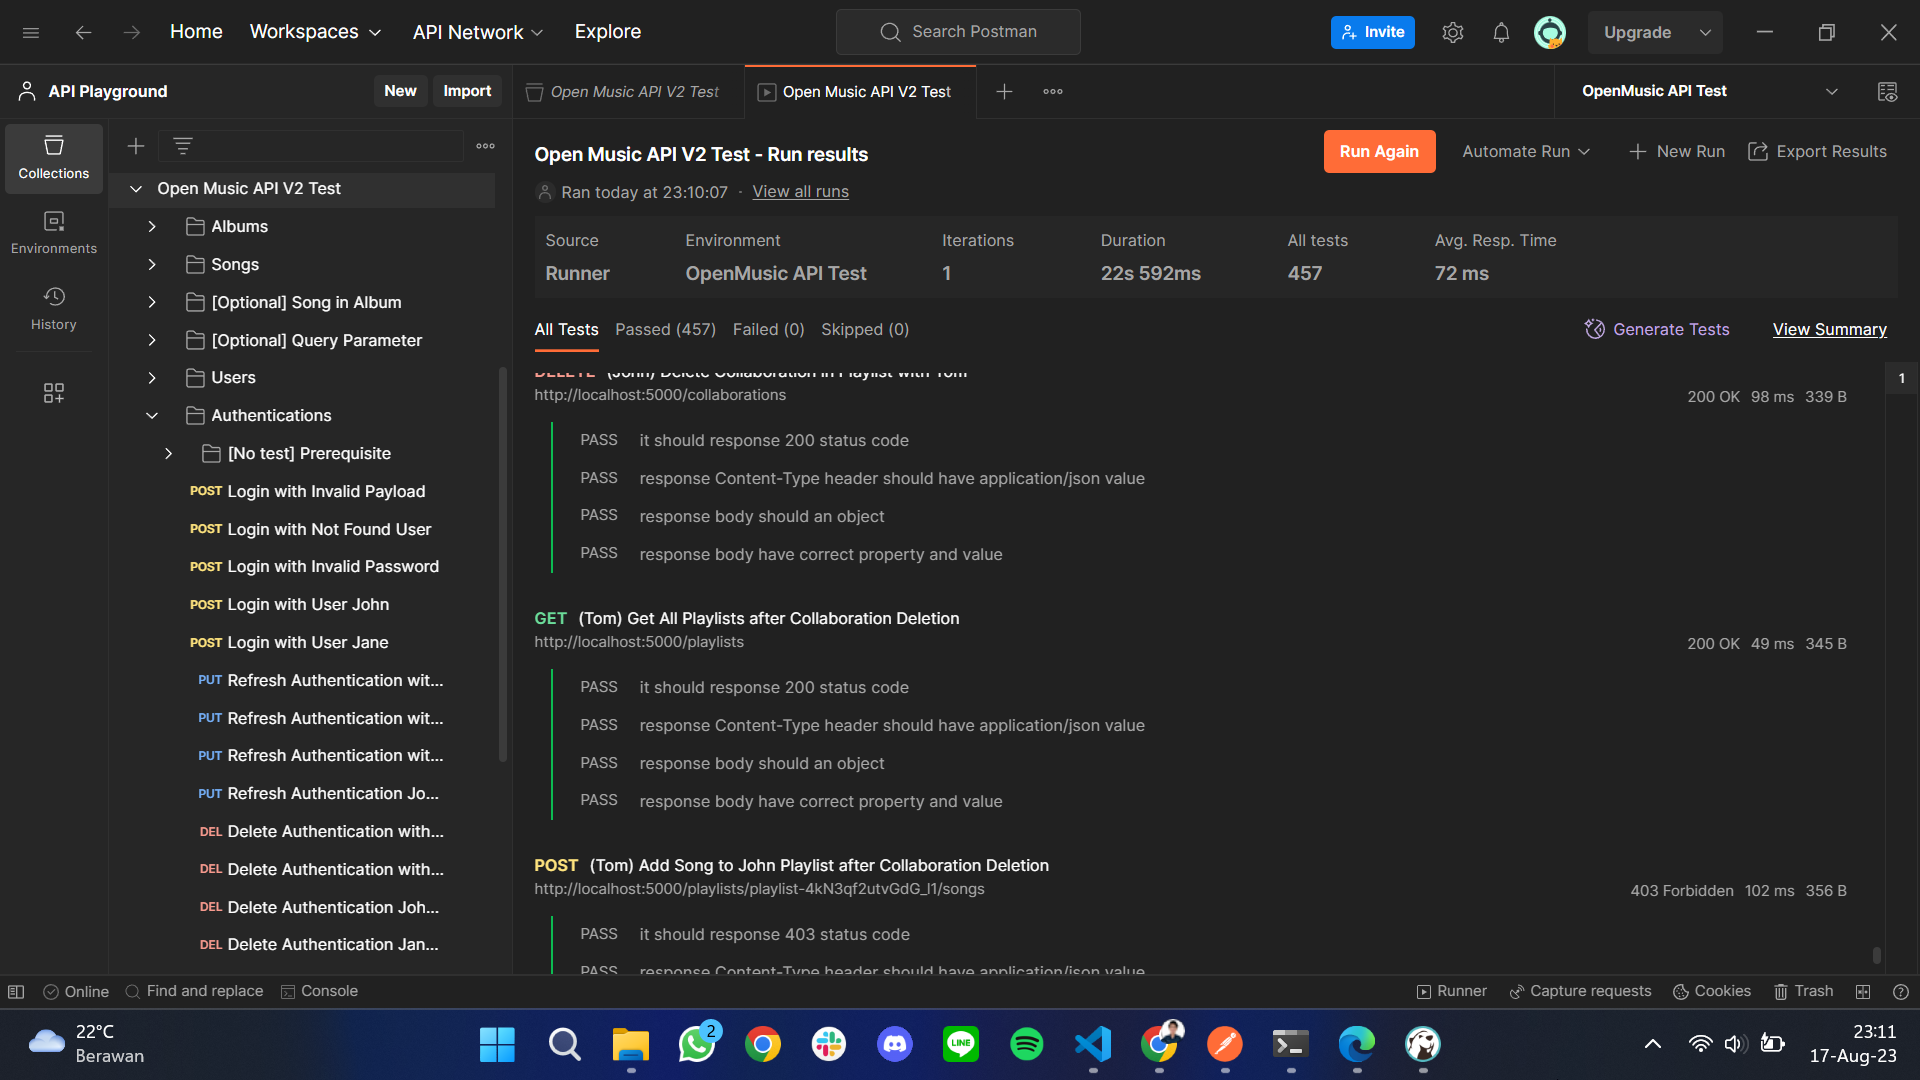 Home
Workspaces
API Network
Explore
Search Postman
Invite
Upgrade
API Playground
New
Import
Open Music API V2 Test
Open Music API V2 Test
OpenMusic API Test
Collections
Environments
History
Open Music API V2 Test
Albums
Songs
[Optional] Song in Album
[Optional] Query Parameter
Users
Authentications
[No test] Prerequisite
POST Login with Invalid Payload
POST Login with Not Found User
POST Login with Invalid Password
POST Login with User John
POST Login with User Jane
PUT Refresh Authentication wit...
PUT Refresh Authentication wit...
PUT Refresh Authentication wit...
PUT Refresh Authentication Jo...
DEL Delete Authentication with...
DEL Delete Authentication with...
DEL Delete Authentication Joh...
DEL Delete Authentication Jan...
Open Music API V2 Test - Run results
Run Again
Automate Run
New Run
Export Results
Ran today at 23:10:07 · View all runs
Source Environment Iterations Duration All tests Avg. Resp. Time
Runner OpenMusic API Test 1 22s 592ms 457 72 ms
All Tests Passed (457) Failed (0) Skipped (0)
Generate Tests
View Summary
DELETE (John) Delete Collaboration in Playlist with Tom
http://localhost:5000/collaborations
200 OK 98 ms 339 B
1
PASS it should response 200 status code
PASS response Content-Type header should have application/json value
PASS response body should an object
PASS response body have correct property and value
GET (Tom) Get All Playlists after Collaboration Deletion
http://localhost:5000/playlists
200 OK 49 ms 345 B
PASS it should response 200 status code
PASS response Content-Type header should have application/json value
PASS response body should an object
PASS response body have correct property and value
POST (Tom) Add Song to John Playlist after Collaboration Deletion
http://localhost:5000/playlists/playlist-4kN3qf2utvGdG_l1/songs
403 Forbidden 102 ms 356 B
PASS it should response 403 status code
PASS response Content-Type header should have application/json value
Online
Find and replace
Console
Runner
Capture requests
Cookies
Trash
22°C
Berawan
2
LINE
23:11
17-Aug-23